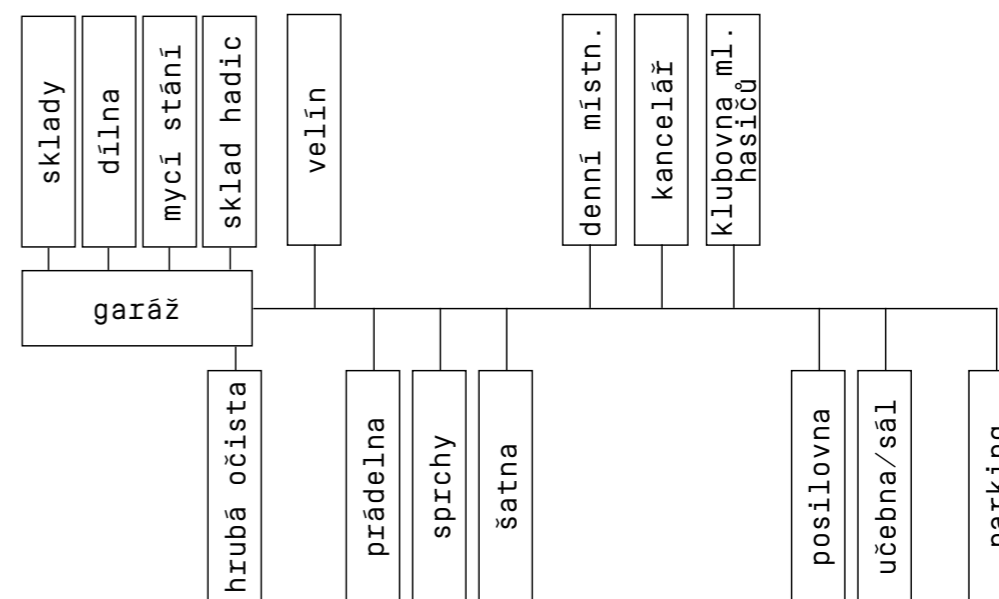 sklady
dílna
mycí stání
sklad hadic
velín
denní místn.
kancelář
klubovna ml.
hasičů
garáž
hrubá očista
prádelna
sprchy
šatna
posilovna
učebna/sál
parking